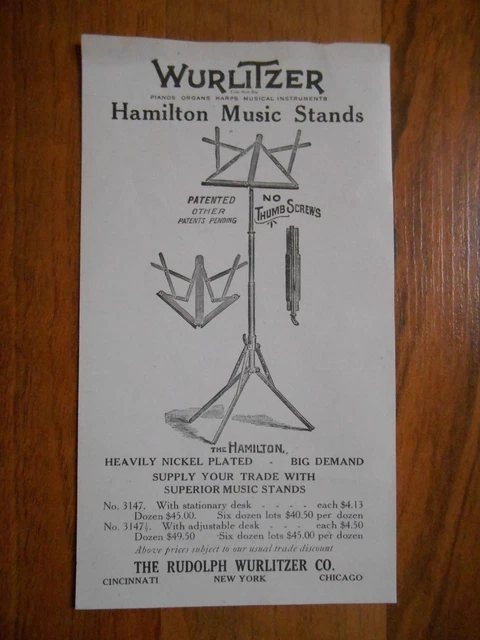 WURLITZER
PIANOS ORGANS HARPS MUSICAL INSTRUMENTS
Hamilton Music Stands
PATENTED
OTHER
PATENTS PENDING
NO
THUMB SCREWS
THE HAMILTON.
HEAVILY NICKEL PLATED - BIG DEMAND
SUPPLY YOUR TRADE WITH
SUPERIOR MUSIC STANDS
No. 3147. With stationary desk - - - - each $4.13
Dozen $45.00. Six dozen lots $40.50 per dozen
No. 3147½. With adjustable desk - - - - each $4.50
Dozen $49.50 Six dozen lots $45.00 per dozen
Above prices subject to our usual trade discount
THE RUDOLPH WURLITZER CO.
CINCINNATI NEW YORK CHICAGO